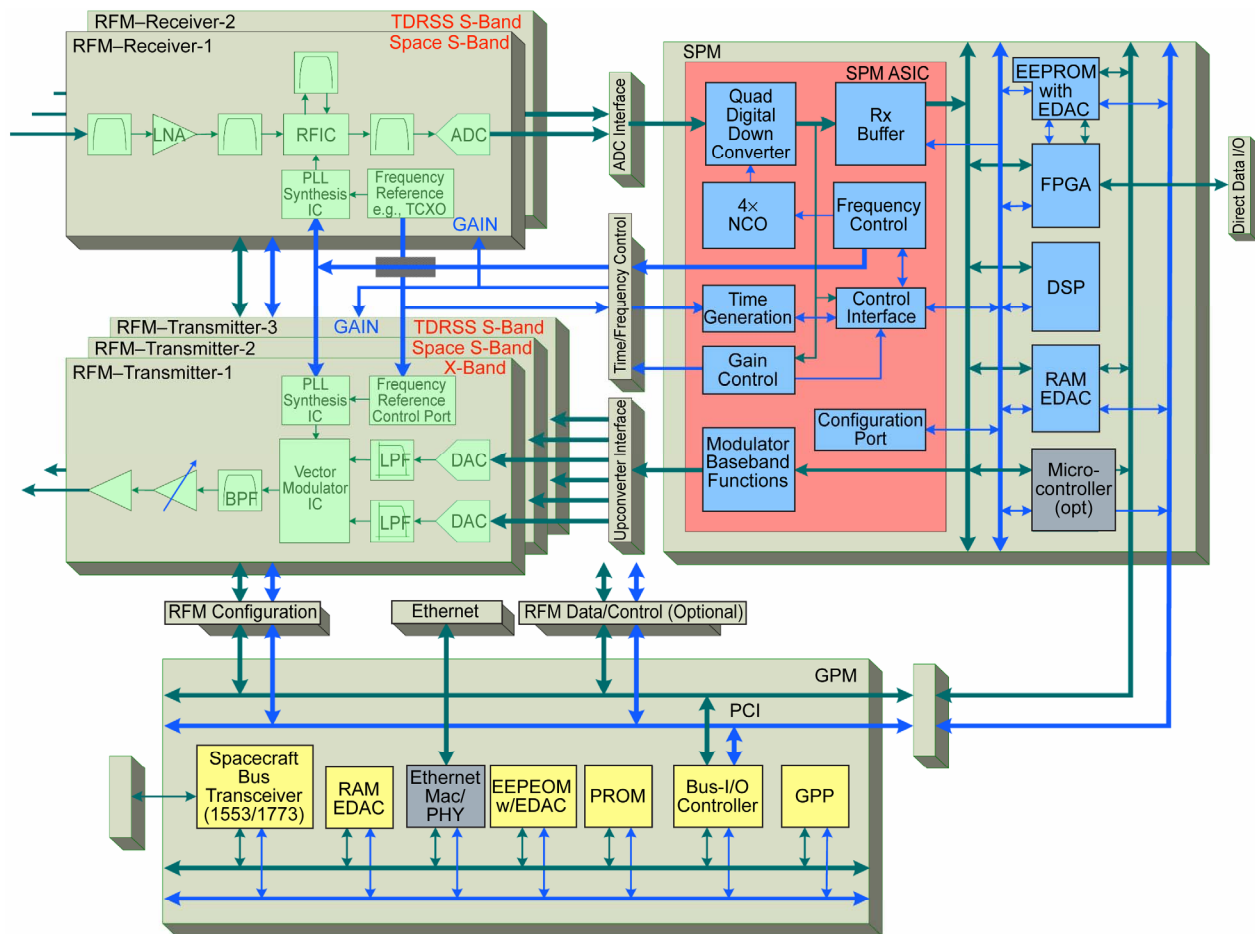 RFM–Receiver-2
TDRSS S-Band
RFM–Receiver-1
Space S-Band
LNA
RFIC
ADC
PLL
Synthesis
IC
Frequency
Reference
e.g., TCXO
GAIN
ADC Interface
SPM
SPM ASIC
Quad
Digital
Down
Converter
Rx
Buffer
4×
NCO
Frequency
Control
Time
Generation
Control
Interface
Gain
Control
Configuration
Port
Modulator
Baseband
Functions
EEPROM
with
EDAC
FPGA
DSP
RAM
EDAC
Micro-
controller
(opt)
Direct Data I/O
Time/Frequency Control
GAIN
RFM–Transmitter-3
TDRSS S-Band
RFM–Transmitter-2
Space S-Band
RFM–Transmitter-1
X-Band
PLL
Synthesis
IC
Frequency
Reference
Control Port
Vector
Modulator
IC
BPF
LPF
DAC
LPF
DAC
Upconverter Interface
RFM Configuration
Ethernet
RFM Data/Control (Optional)
GPM
PCI
Spacecraft
Bus
Transceiver
(1553/1773)
RAM
EDAC
Ethernet
Mac/
PHY
EEPEOM
w/EDAC
PROM
Bus-I/O
Controller
GPP